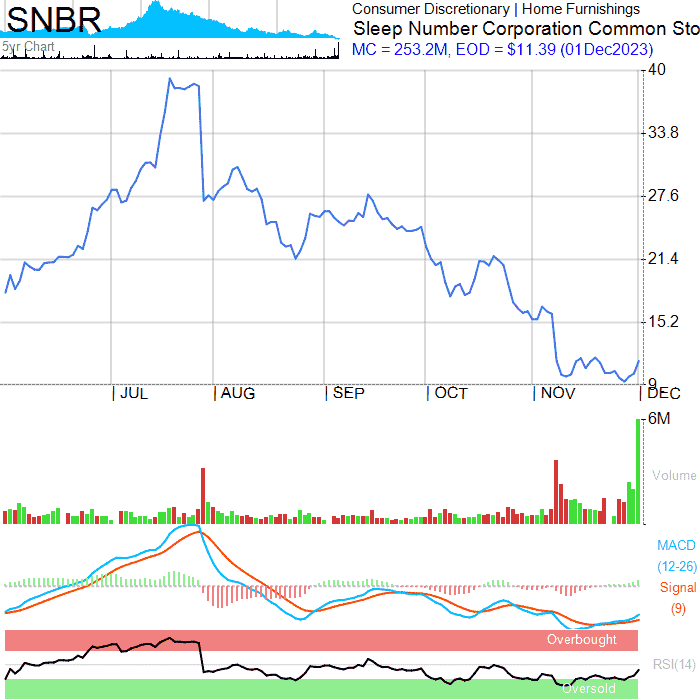 SNBR
5yr Chart
Consumer Discretionary | Home Furnishings
Sleep Number Corporation Common Sto
MC = 253.2M, EOD = $11.39 (01Dec2023)
40
33.8
27.6
21.4
15.2
9
| JUL | AUG | SEP | OCT | NOV | DEC
6M
Volume
MACD
(12-26)
Signal
(9)
Overbought
RSI(14)
Oversold